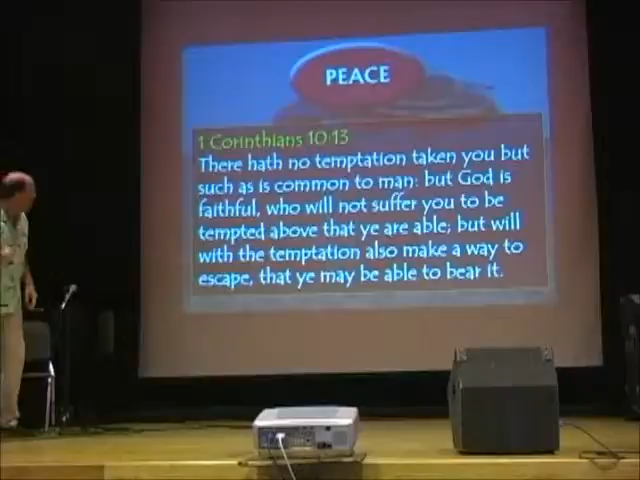 PEACE
1 Corinthians 10:13
There hath no temptation taken you but
such as is common to man: but God is
faithful, who will not suffer you to be
tempted above that ye are able; but will
with the temptation also make a way to
escape, that ye may be able to bear it.